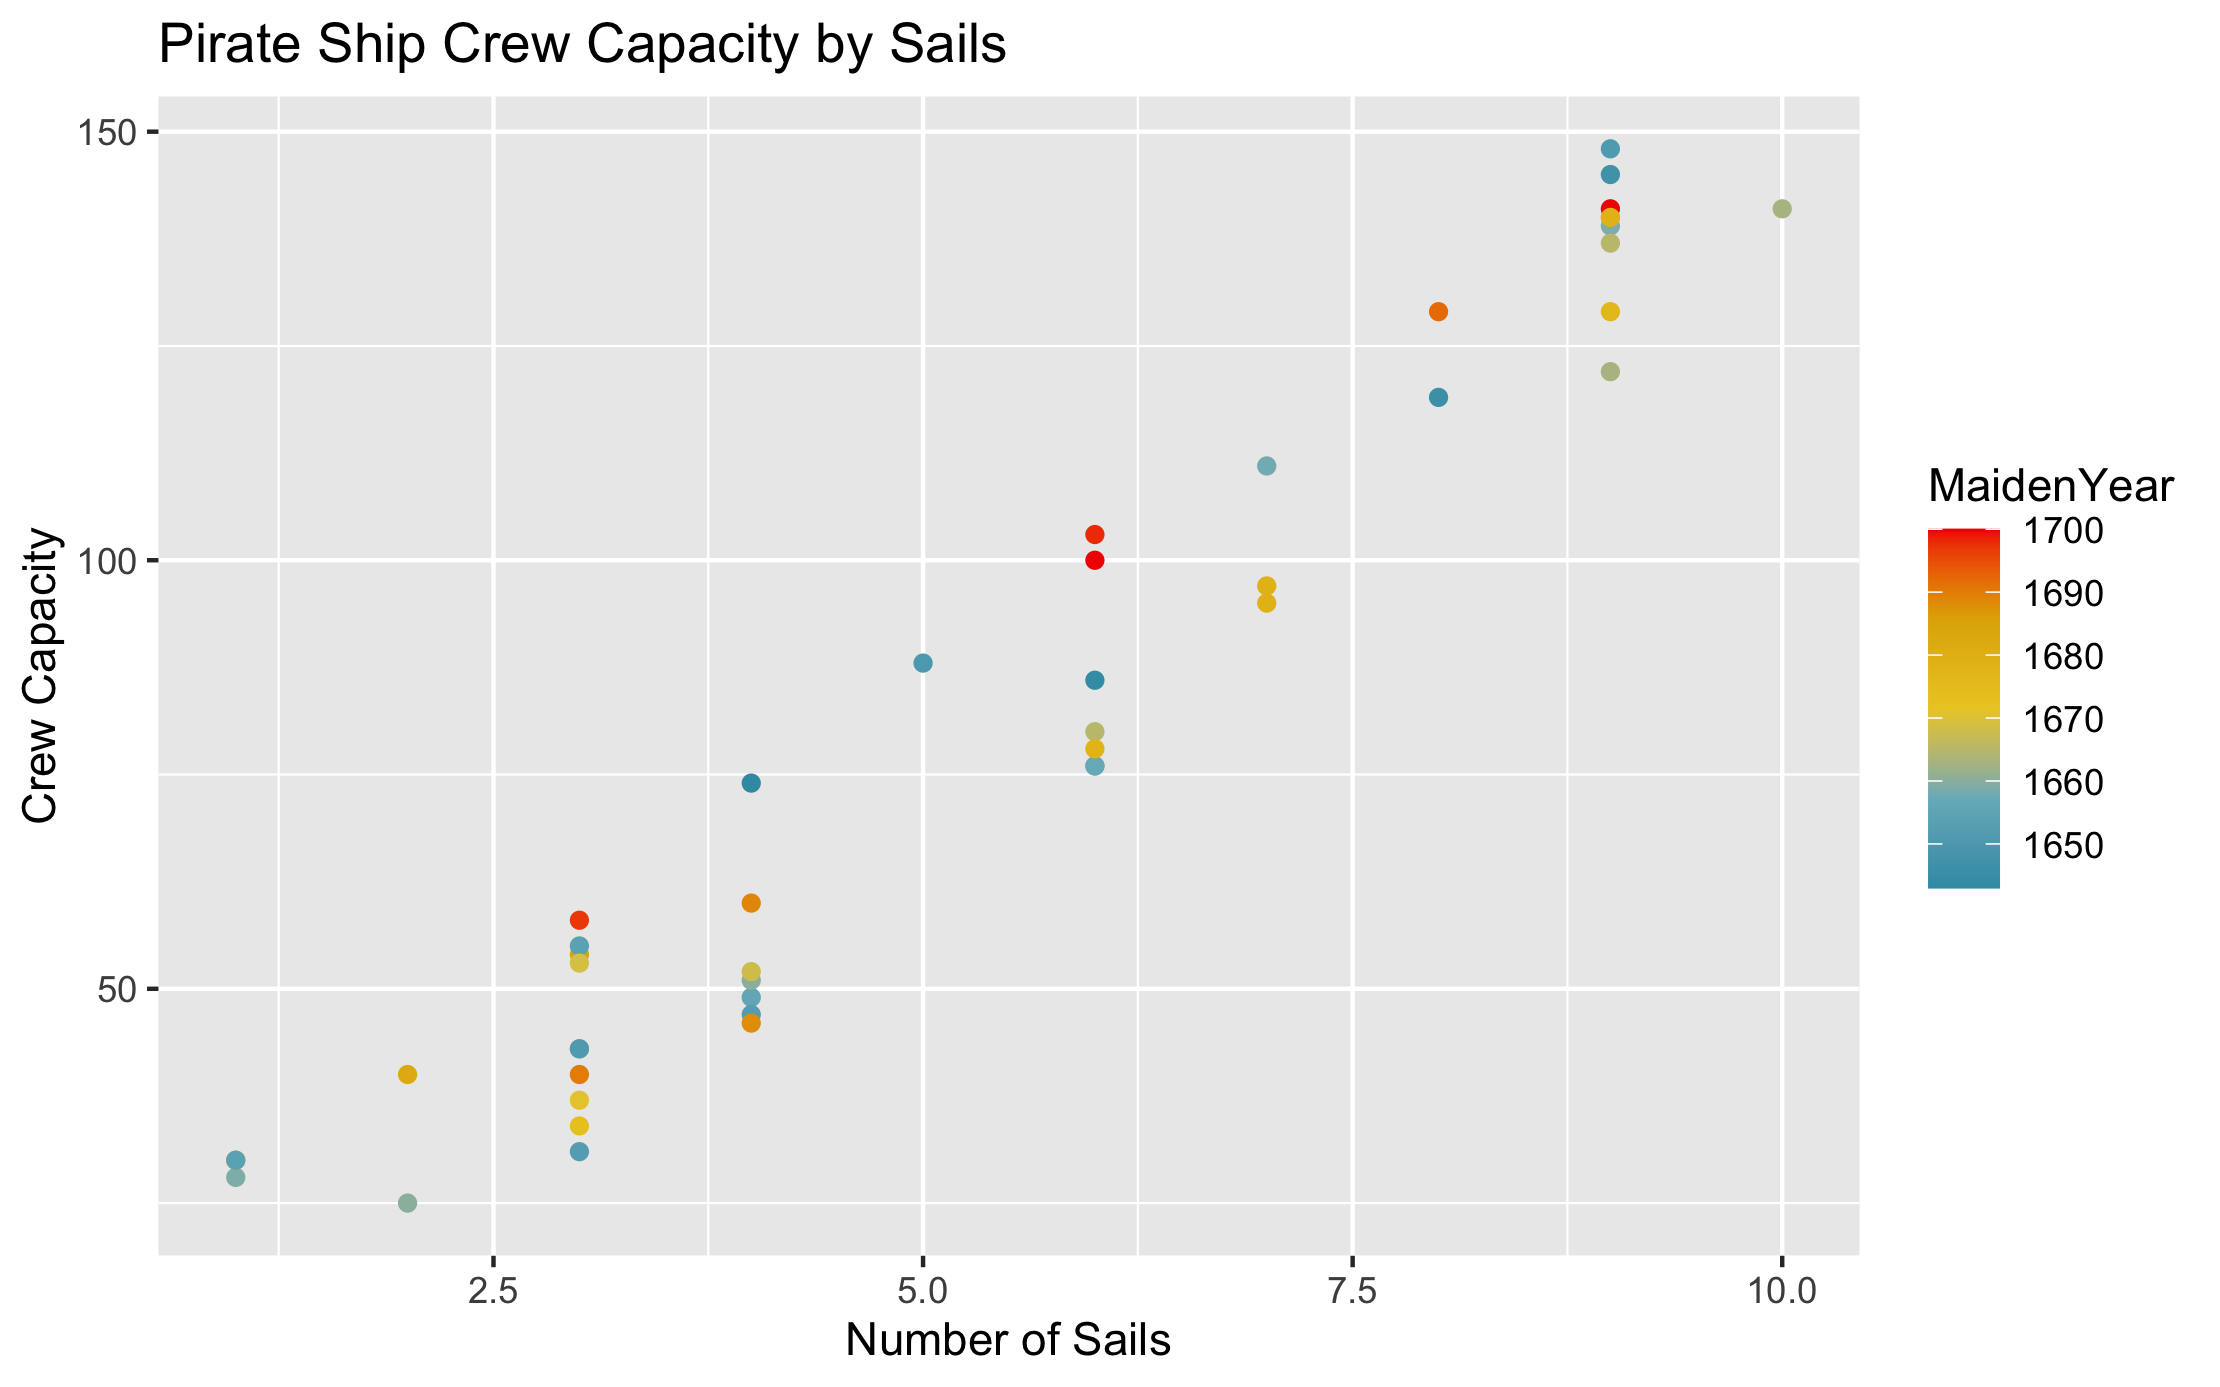 Pirate Ship Crew Capacity by Sails
150
100
50
Crew Capacity
2.5 5.0 7.5 10.0
Number of Sails
MaidenYear
1700
1690
1680
1670
1660
1650